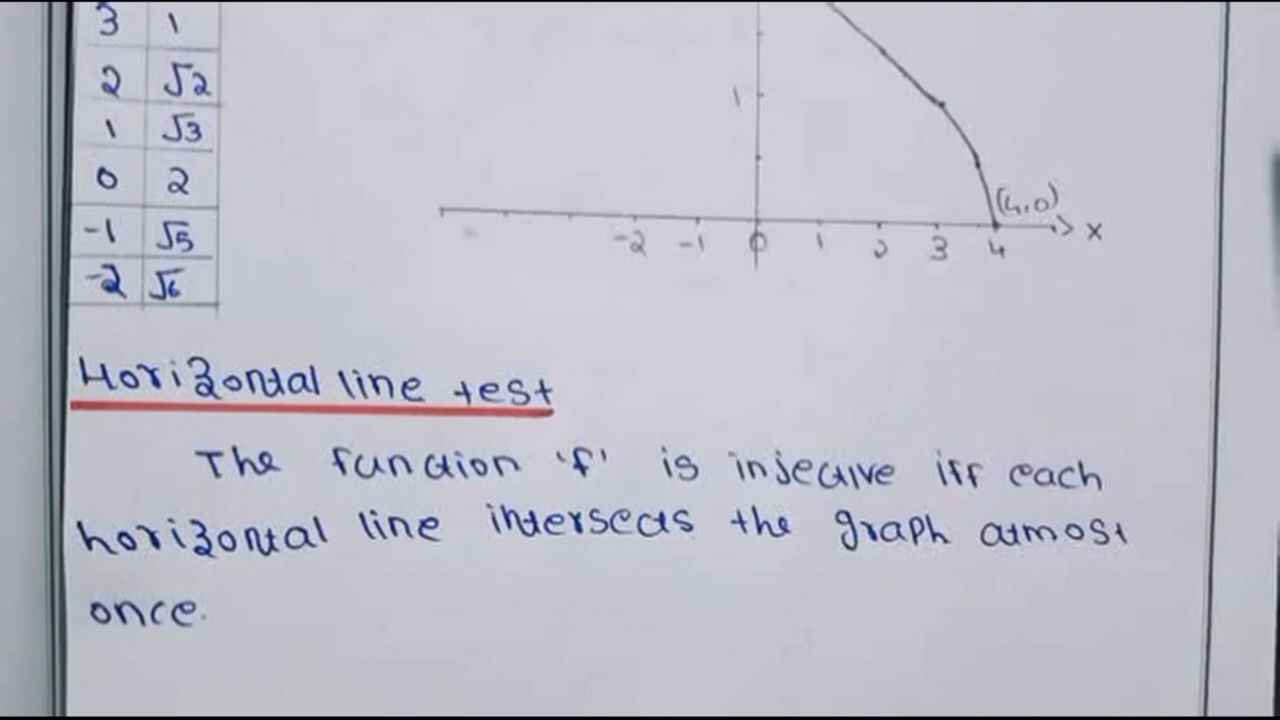 3 1
2 √2
1 √3
0 2
-1 √5
-2 √6
1
(4,0)
-2 -1 0 1 2 3 4 x
Horizontal line test
The function 'f' is injective iff each
horizontal line intersects the graph atmost
once.